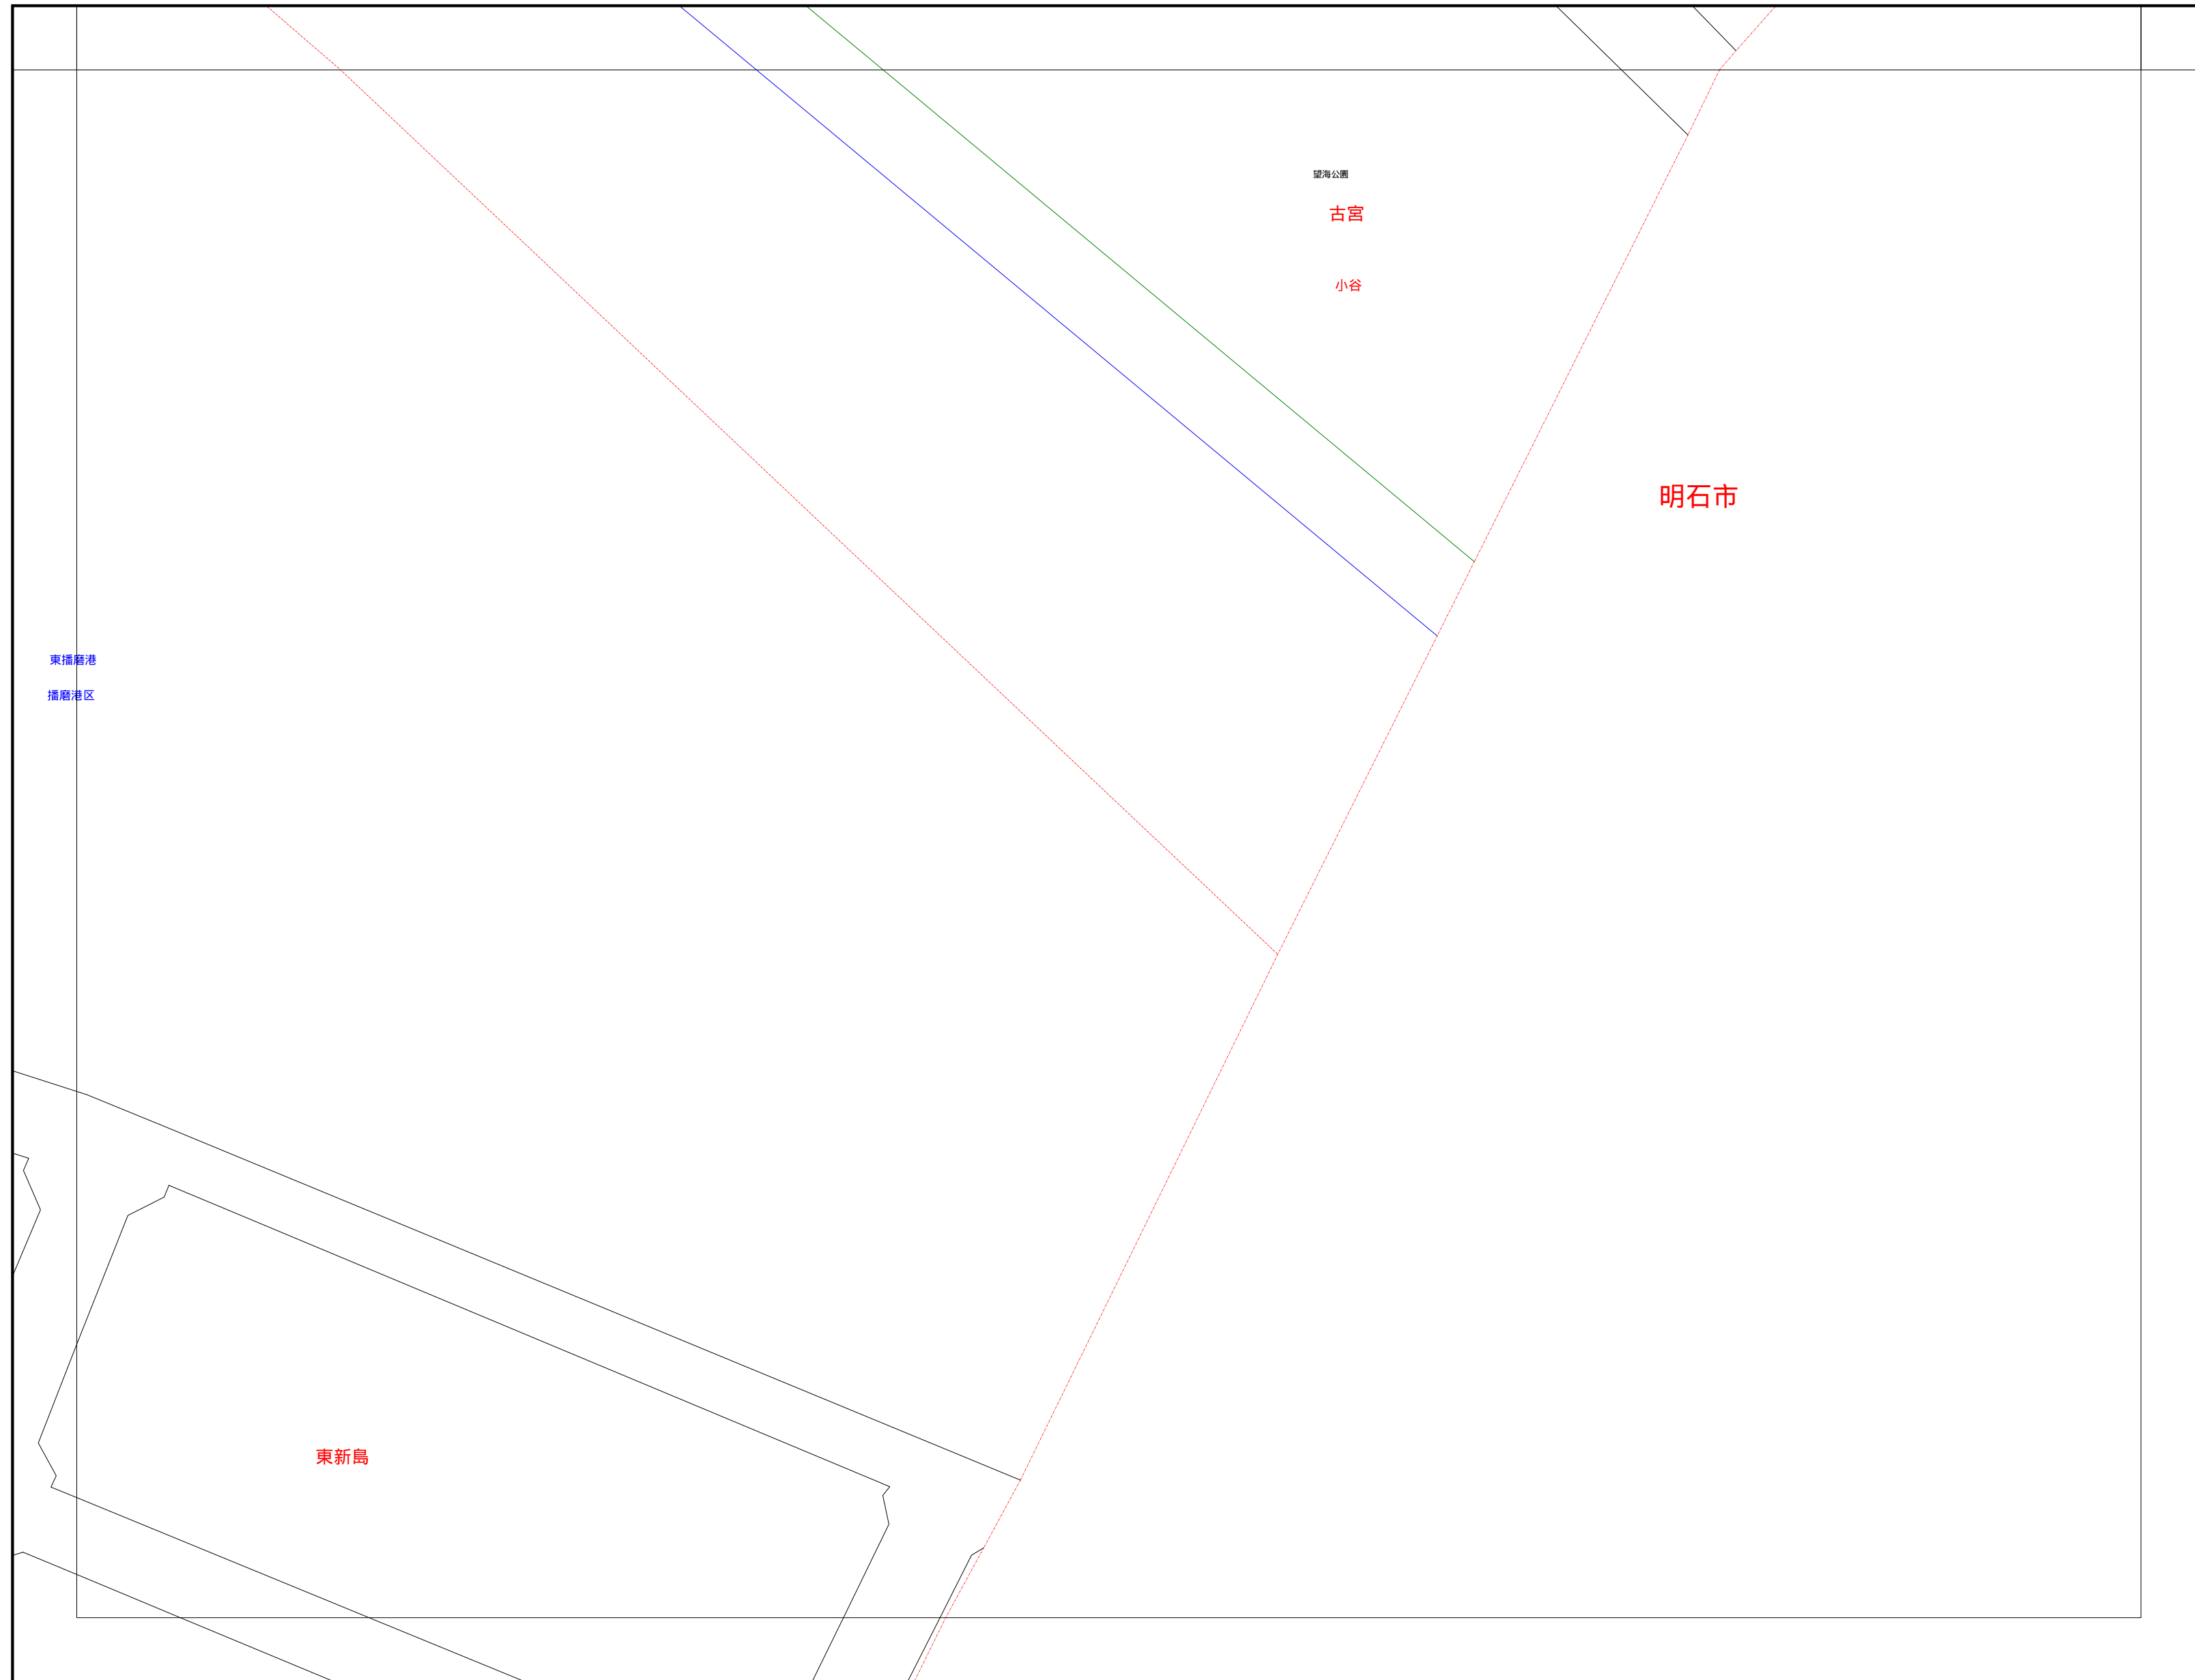 望海公園
古宮
小谷
明石市
東播磨港
播磨港区
東新島